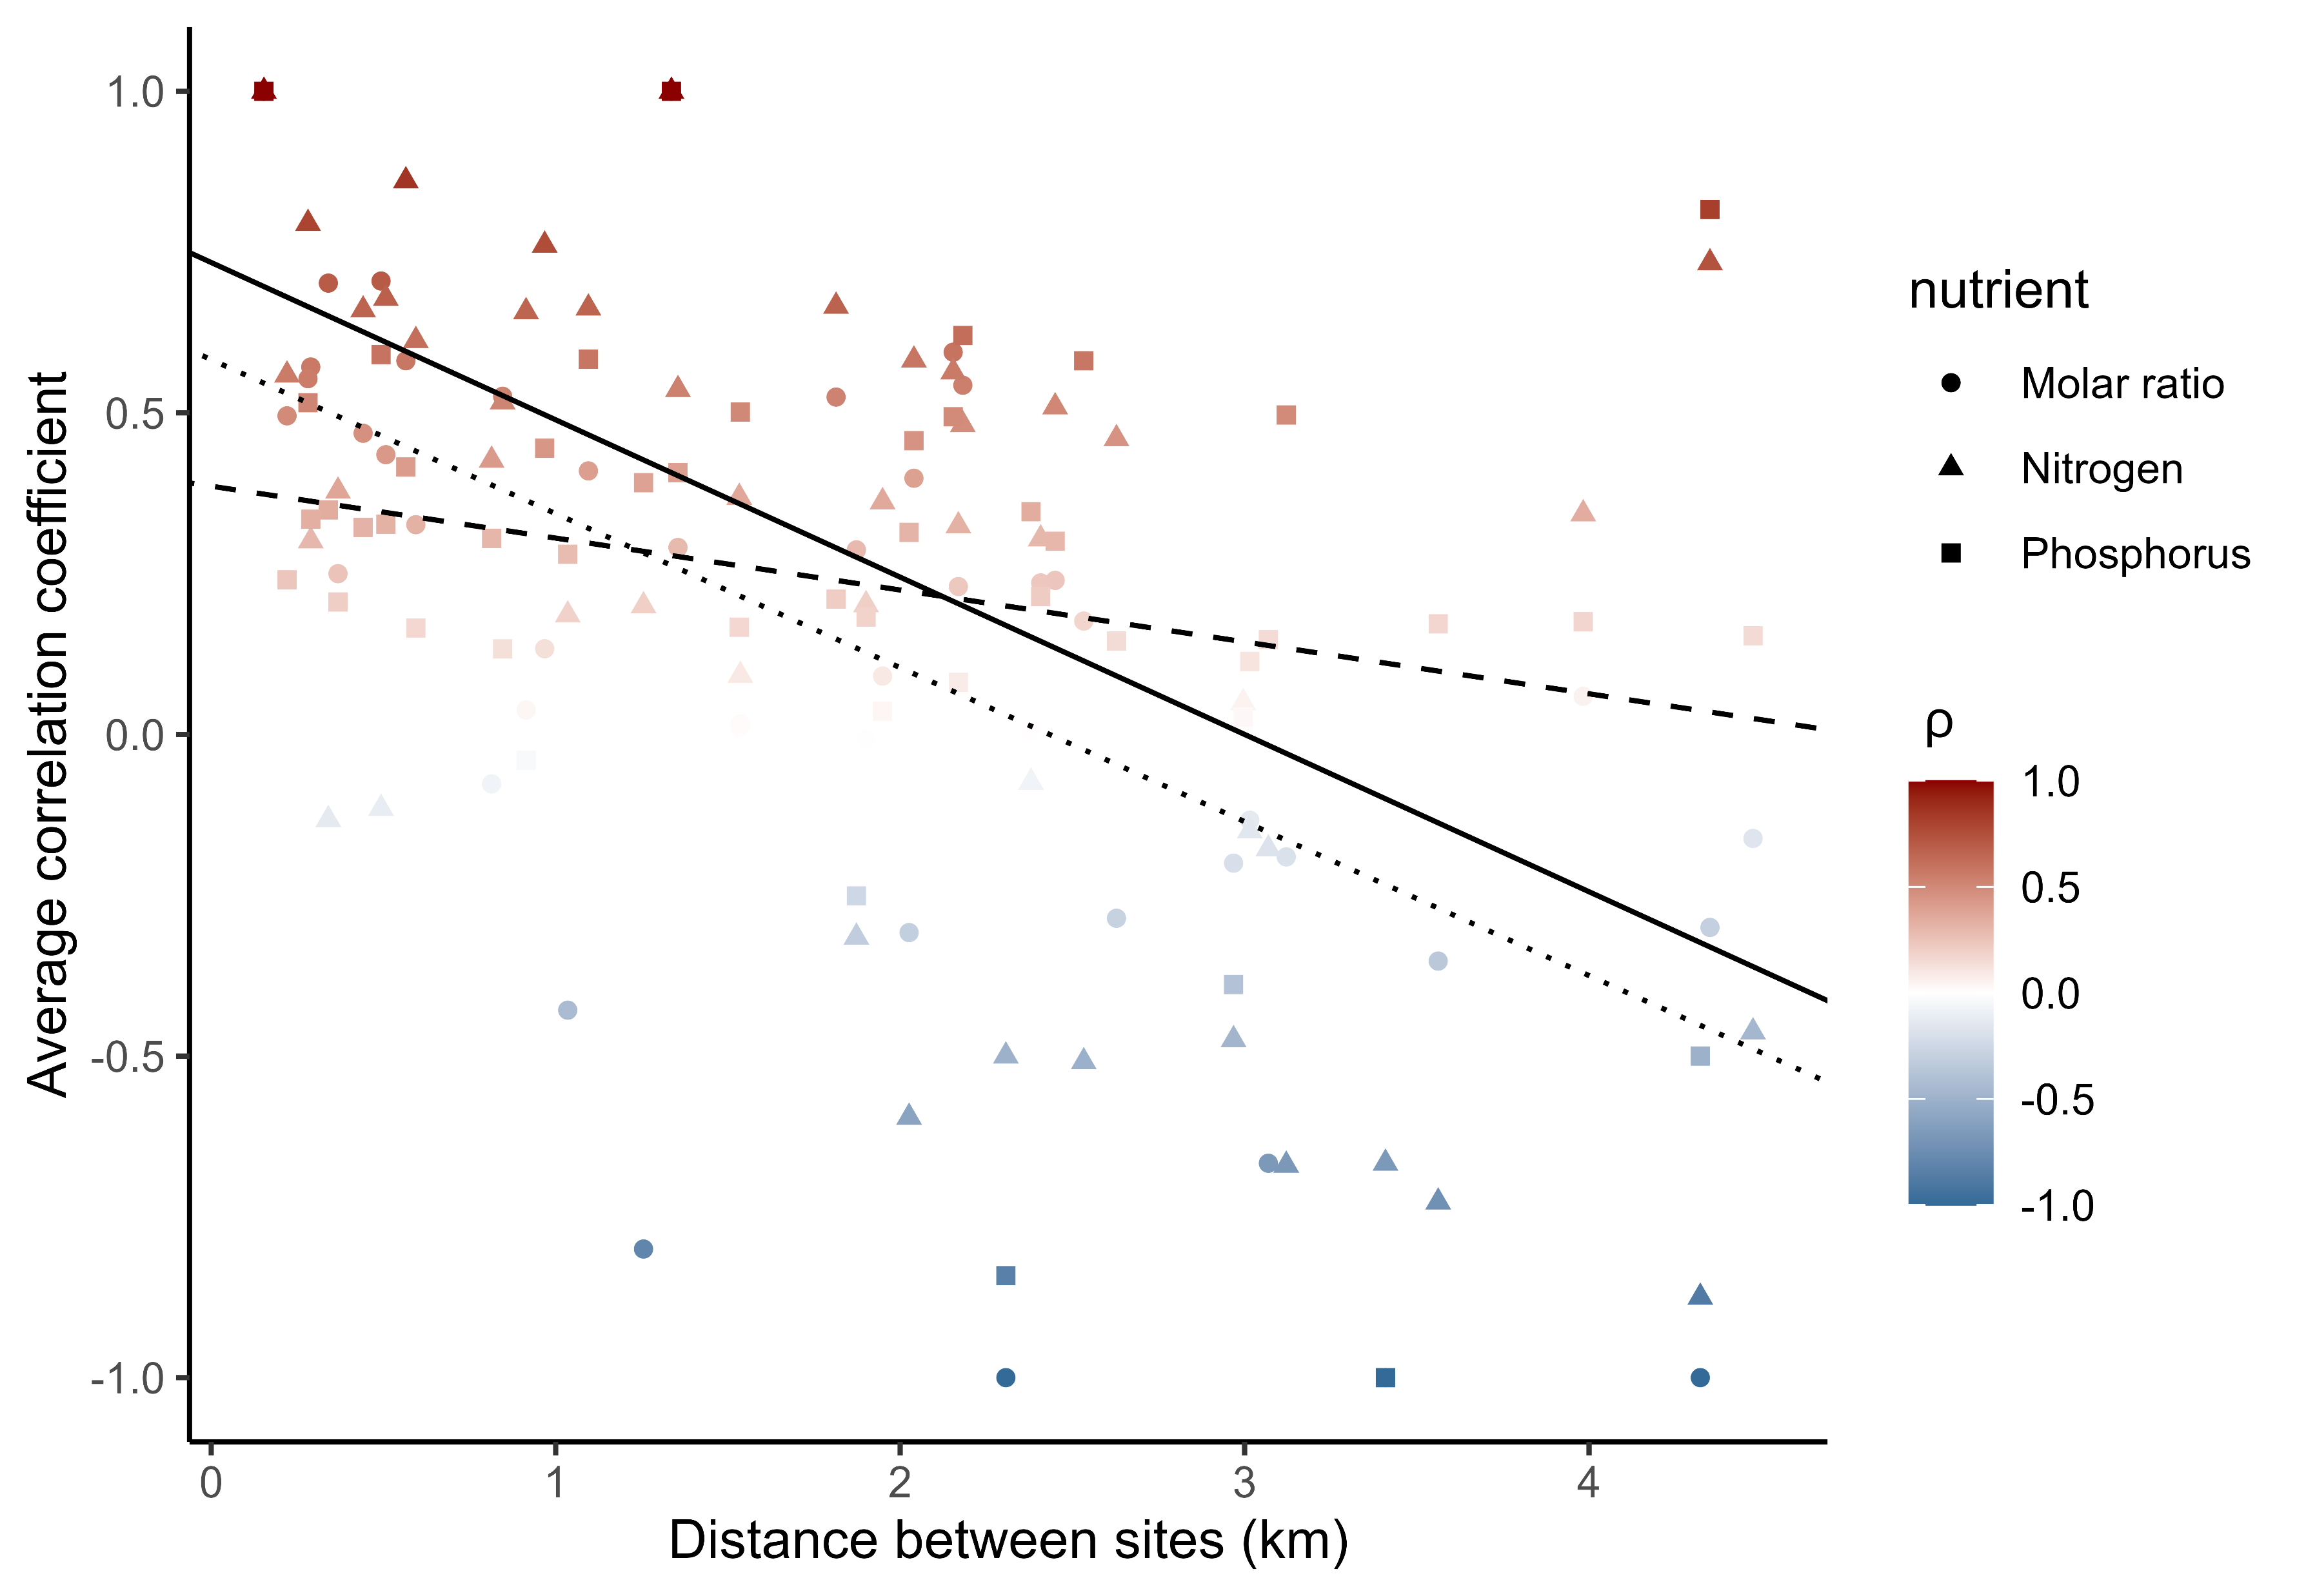 Average correlation coefficient
1.0
0.5
0.0
-0.5
-1.0
0
1
2
3
4
Distance between sites (km)
nutrient
Molar ratio
Nitrogen
Phosphorus
ρ
1.0
0.5
0.0
-0.5
-1.0